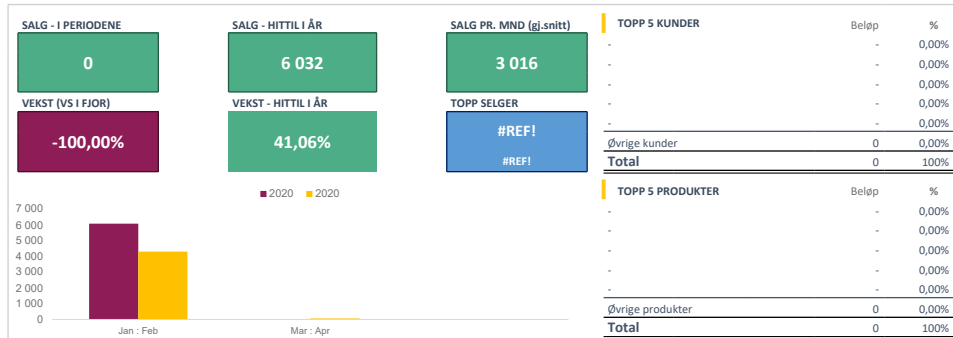 SALG - I PERIODENE
SALG - HITTIL I ÅR
SALG PR. MND (gj.snitt)
0
6 032
3 016
VEKST (VS I FJOR)
VEKST - HITTIL I ÅR
TOPP SELGER
-100,00%
41,06%
#REF!
#REF!
2020 2020
7 000
6 000
5 000
4 000
3 000
2 000
1 000
0
Jan : Feb
Mar : Apr
TOPP 5 KUNDER Beløp %
- - 0,00%
- - 0,00%
- - 0,00%
- - 0,00%
- - 0,00%
Øvrige kunder 0 0,00%
Total 0 100%
TOPP 5 PRODUKTER Beløp %
- - 0,00%
- - 0,00%
- - 0,00%
- - 0,00%
- - 0,00%
Øvrige produkter 0 0,00%
Total 0 100%